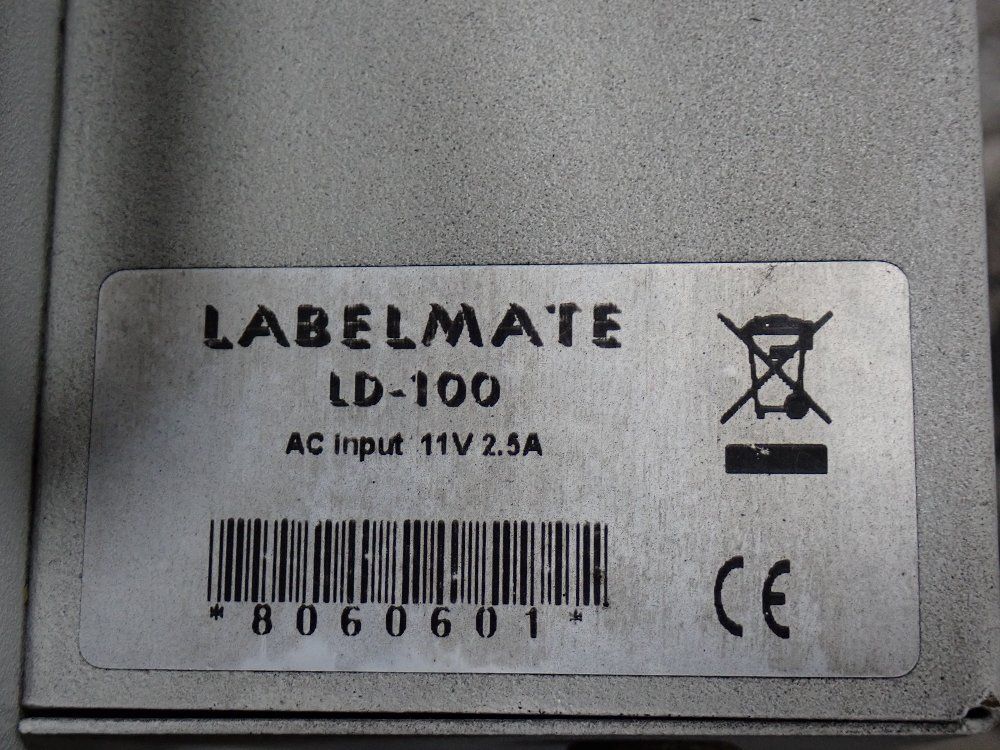 LABELMATE
LD-100
AC Input 11V 2.5A
*8060601*
CE